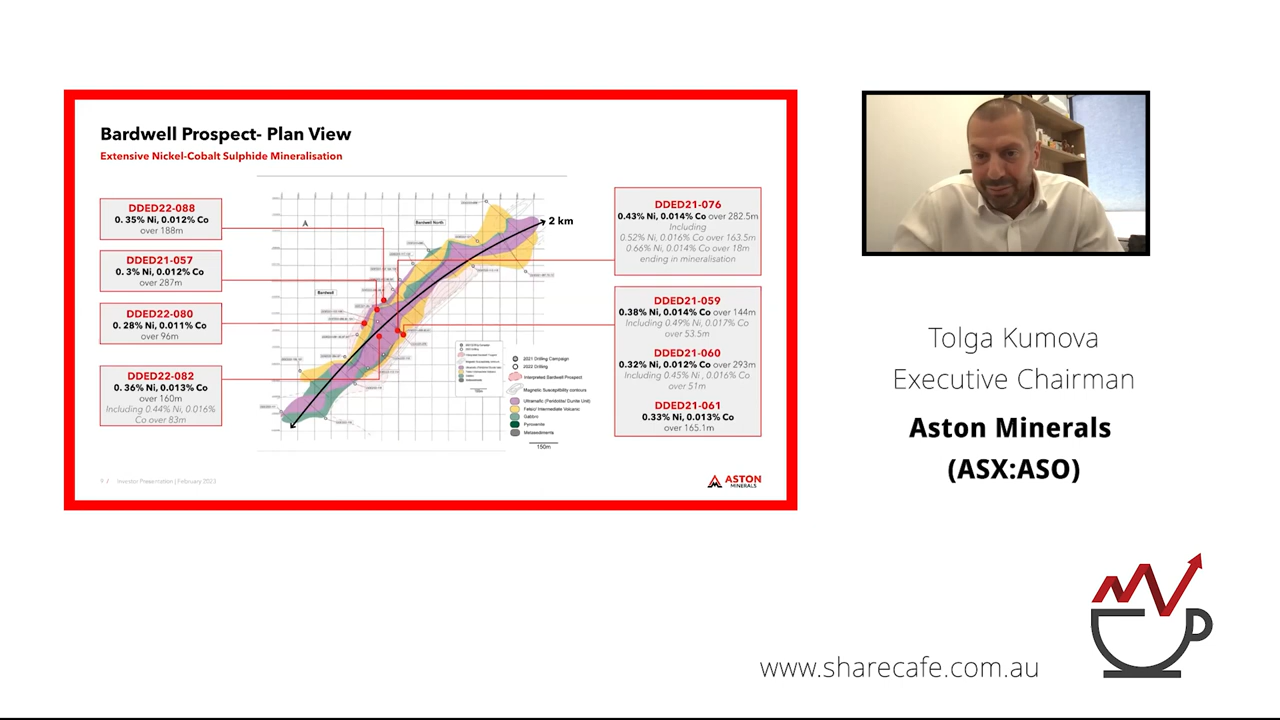 Bardwell Prospect- Plan View
Extensive Nickel-Cobalt Sulphide Mineralisation
DDED22-088
0. 35% Ni, 0.012% Co
over 188m
DDED21-057
0.3% Ni, 0.012% Co
over 287m
DDED22-080
0. 28% Ni, 0.011% Co
over 96m
DDED22-082
0. 36% Ni, 0.013% Co
over 160m
Including 0.44% Ni, 0.016%
Co over 83m
A
Bardwell North
Bardwell
2 km
2021 Drilling Campaign
2022 Drilling
Interpreted Bardwell Prospect
Magnetic Susceptibility contours
Ultramafic (Peridotite/ Dunite Unit)
Felsic/ Intermediate Volcanic
Gabbro
Pyroxenite
Metasediments
150m
DDED21-076
0.43% Ni, 0.014% Co over 282.5m
Including
0.52% Ni, 0.016% Co over 163.5m
0.66% Ni, 0.014% Co over 18m
ending in mineralisation
DDED21-059
0.38% Ni, 0.014% Co over 144m
Including 0.49% Ni, 0.017% Co
over 53.5m
DDED21-060
0.32% Ni, 0.012% Co over 293m
Including 0.45% Ni, 0.016% Co
over 51m
DDED21-061
0.33% Ni, 0.013% Co
over 165.1m
9 / Investor Presentation | February 2023
ASTON
MINERALS
Tolga Kumova
Executive Chairman
Aston Minerals
(ASX:ASO)
www.sharecafe.com.au